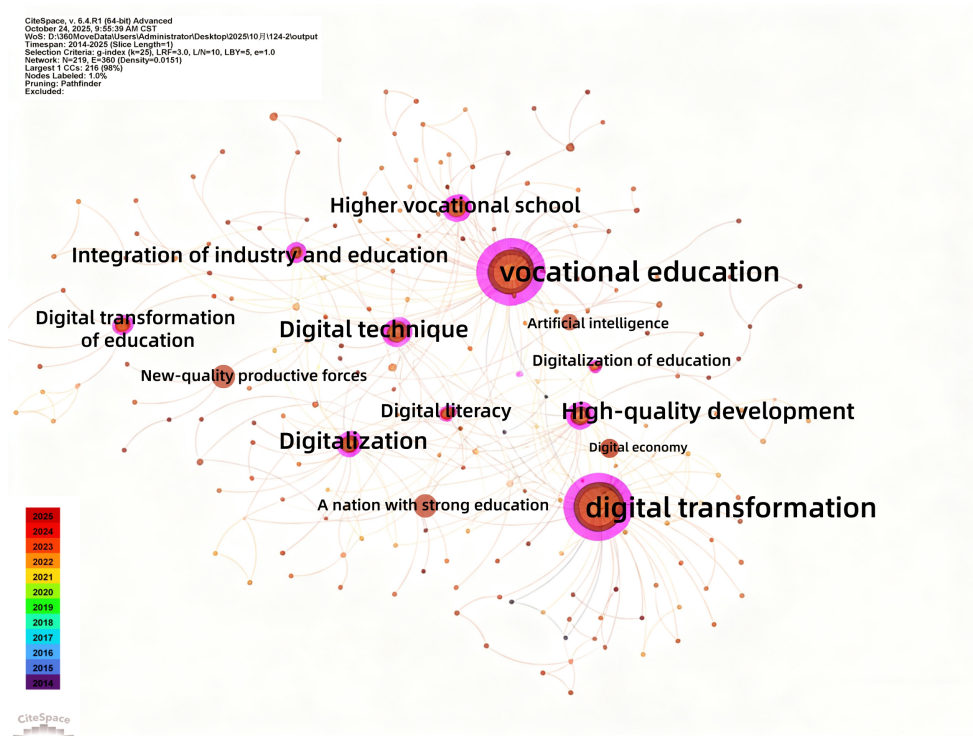 CiteSpace, v. 6.4.R1 (64-bit) Advanced
October 24, 2025, 9:55:39 AM CST
WoS: D:\360MoveData\Users\Administrator\Desktop\2025\10月\124-2\output
Timespan: 2014-2025 (Slice Length=1)
Selection Criteria: g-index (k=25), LRF=3.0, L/N=10, LBY=5, e=1.0
Network: N=219, E=360 (Density=0.0151)
Largest 1 CCs: 216 (98%)
Nodes Labeled: 1.0%
Pruning: Pathfinder
Excluded:
Higher vocational school
Integration of industry and education
vocational education
Digital transformation
of education
Digital technique
Artificial intelligence
Digitalization of education
New-quality productive forces
Digital literacy
High-quality development
Digitalization
Digital economy
A nation with strong education
digital transformation
2025
2024
2023
2022
2021
2020
2019
2018
2017
2016
2015
2014
CiteSpace